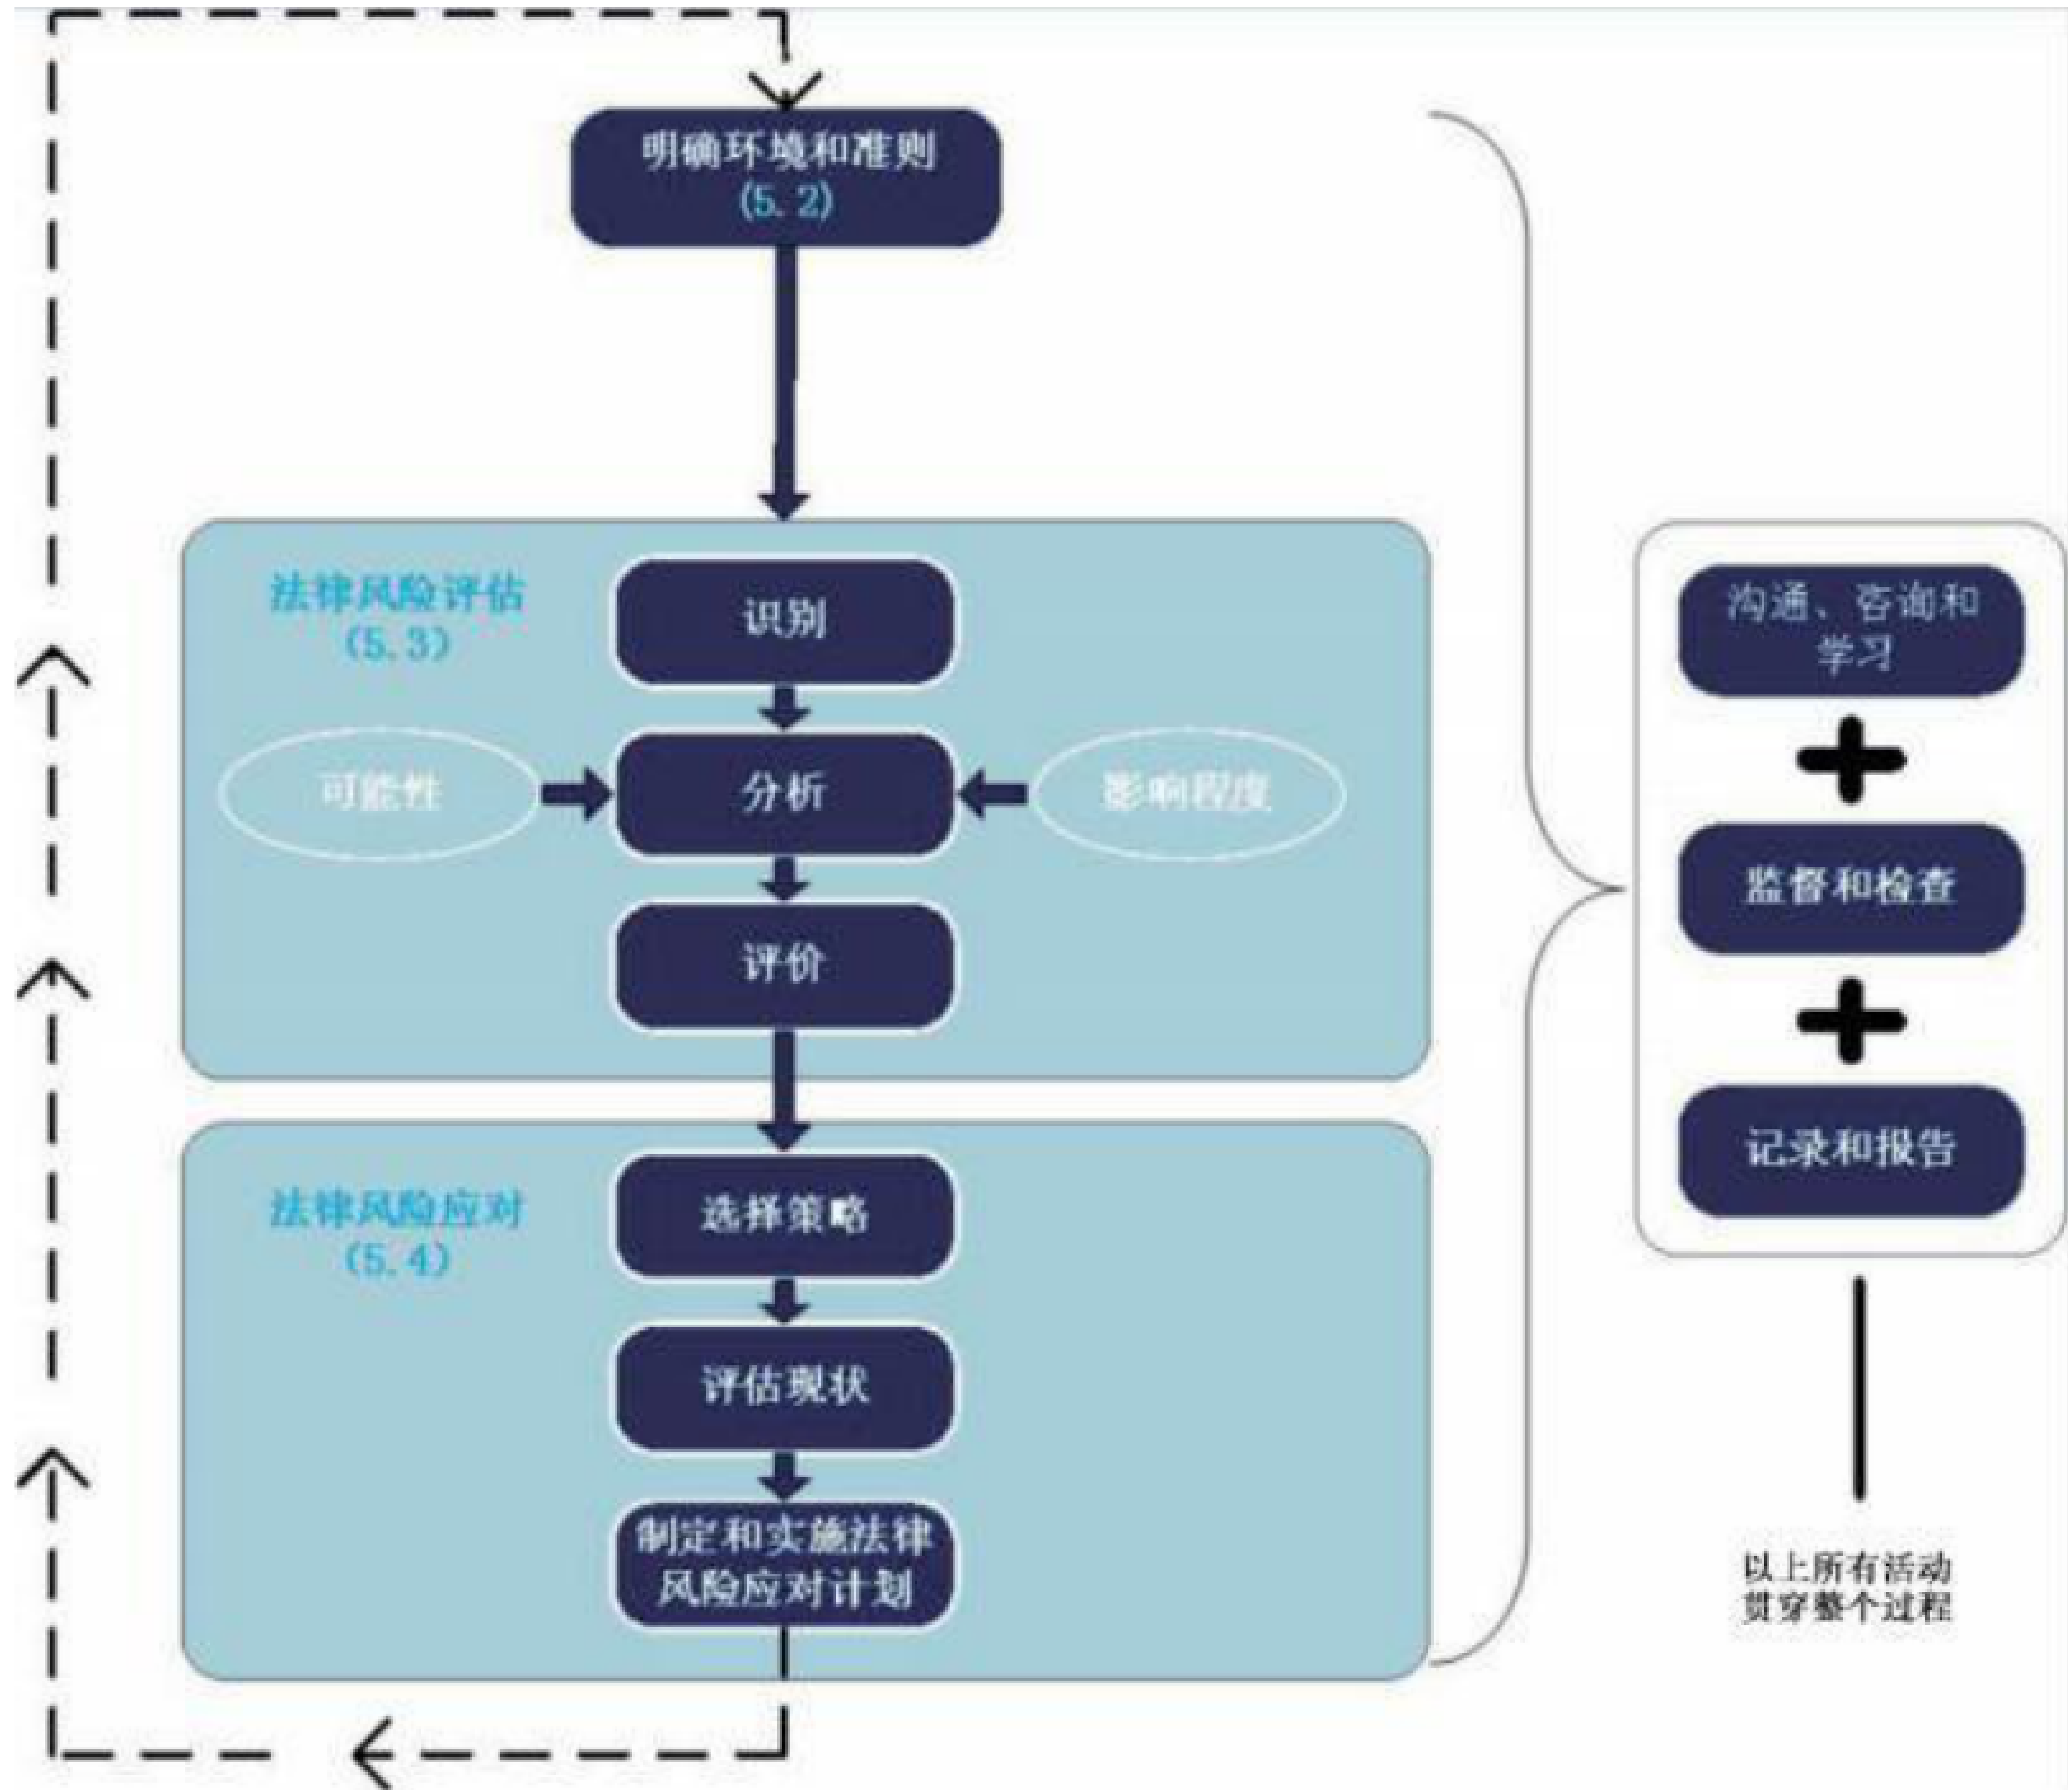 明确环境和准则
(5.2)
法律风险评估
(5.3)
识别
可能性
分析
影响程度
评价
法律风险应对
(5.4)
选择策略
评估现状
制定和实施法律
风险应对计划
沟通、咨询和
学习
监督和检查
记录和报告
以上所有活动
贯穿整个过程